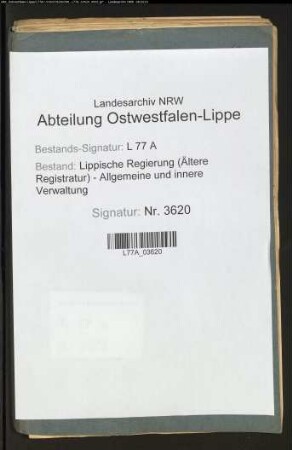 Landesarchiv NRW
Abteilung Ostwestfalen-Lippe
Bestands-Signatur: L 77 A
Bestand: Lippische Regierung (Ältere
Registratur) - Allgemeine und innere
Verwaltung
Signatur: Nr. 3620
L77A_03620